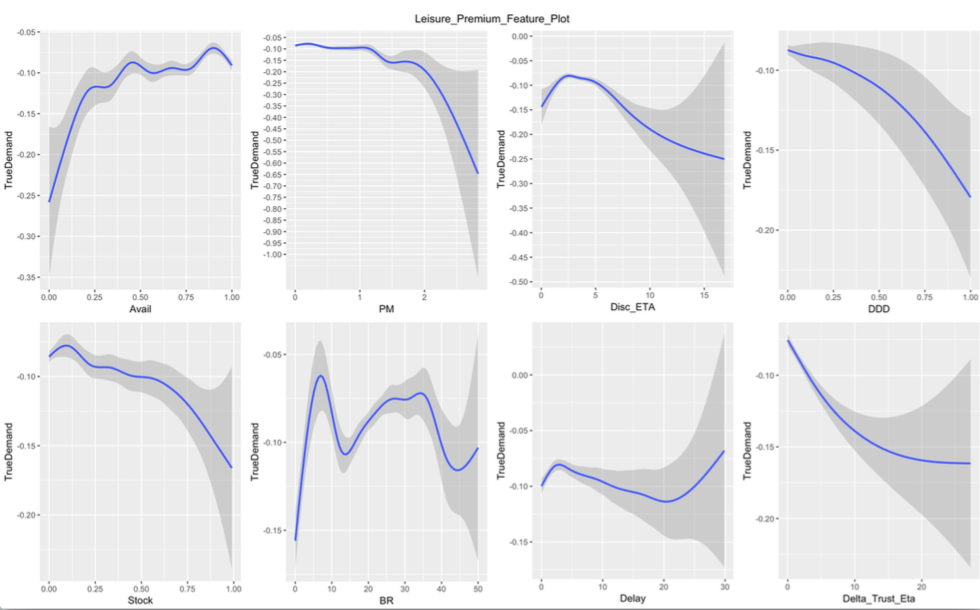 Leisure_Premium_Feature_Plot
TrueDemand
-0.05
-0.10
-0.15
-0.20
-0.30
-0.35
0.00 0.25 0.50 0.75 1.00
Avail
TrueDemand
-0.05
-0.10
-0.15
-0.20
-0.25
-0.30
-0.35
-0.40
-0.45
-0.50
-0.55
-0.60
-0.65
-0.70
-0.75
-0.80
-0.85
-0.90
-0.95
-1.00
0 1 2
PM
TrueDemand
0.00
-0.05
-0.10
-0.15
-0.20
-0.25
-0.30
-0.35
-0.40
-0.45
-0.50
0 5 10 15
Disc_ETA
TrueDemand
-0.10
-0.15
-0.20
0.00 0.25 0.50 0.75 1.00
DDD
TrueDemand
-0.10
-0.15
-0.20
0.00 0.25 0.50 0.75 1.00
Stock
TrueDemand
-0.05
-0.10
-0.15
0 10 20 30 40 50
BR
TrueDemand
0.00
-0.05
-0.10
-0.15
0 10 20 30
Delay
TrueDemand
-0.10
-0.15
-0.20
0 10 20
Delta_Trust_Eta